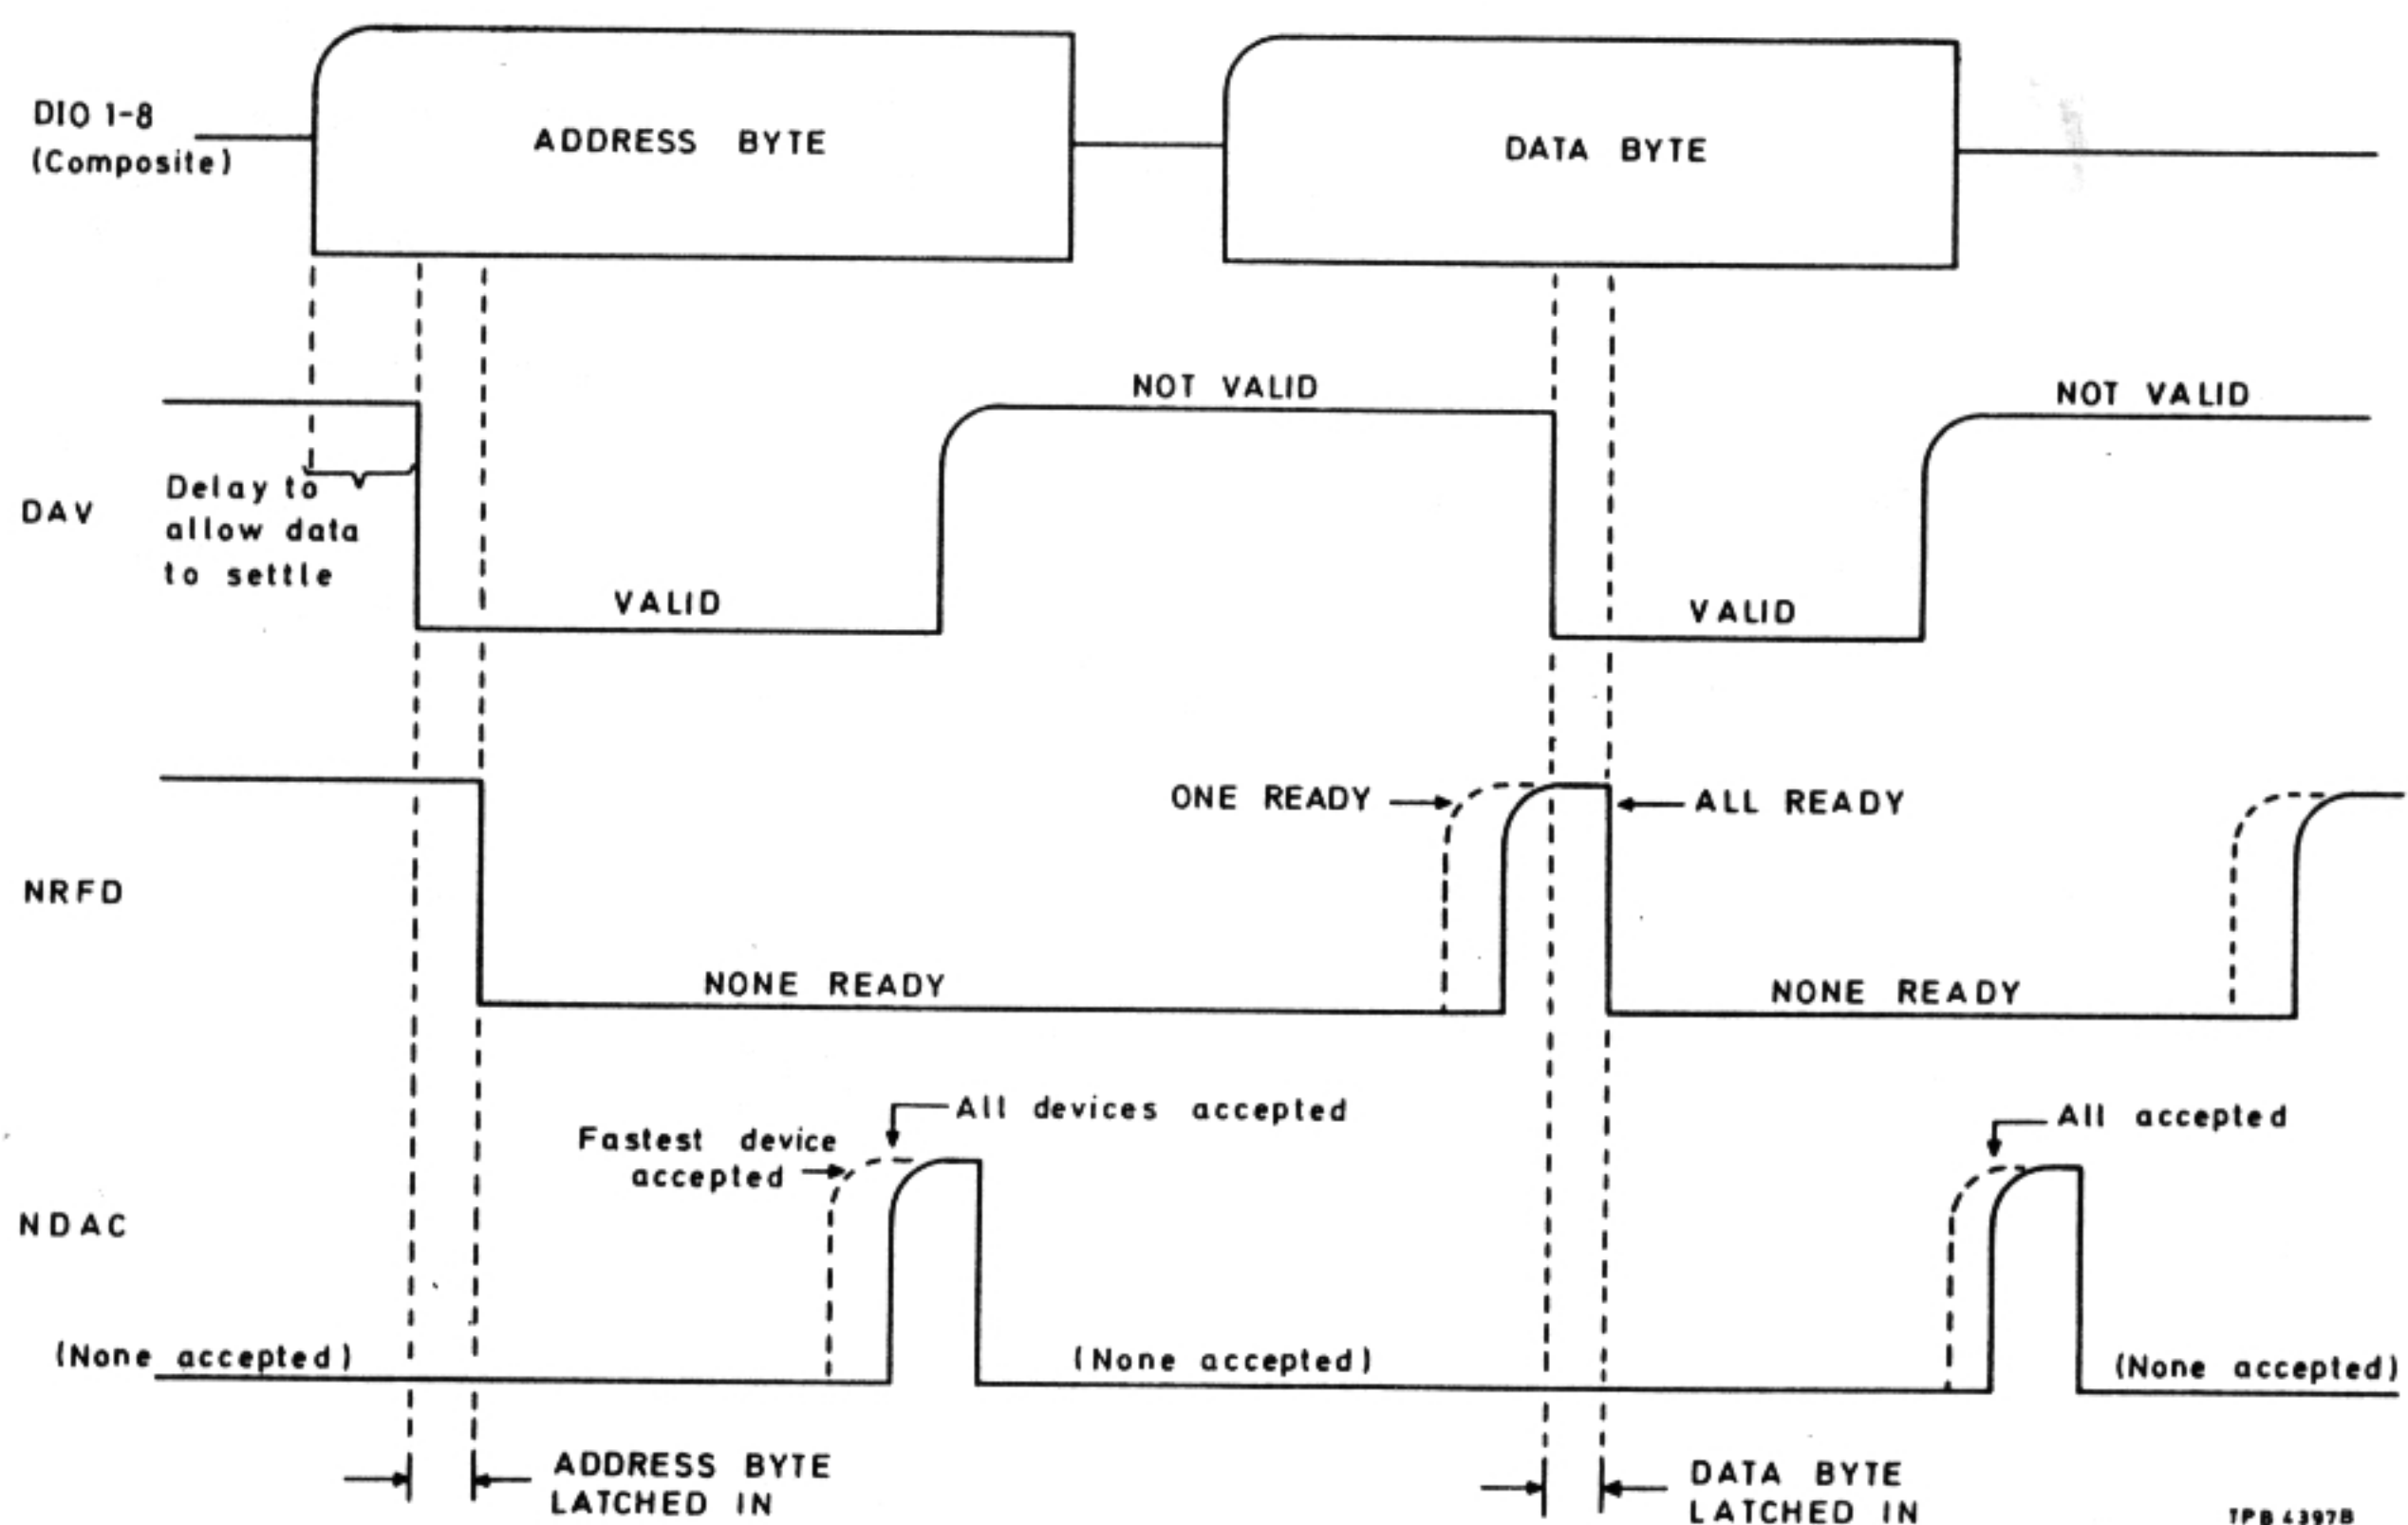 DIO 1-8
(Composite)
ADDRESS BYTE
DATA BYTE
NOT VALID
NOT VALID
DAV
Delay to
allow data
to settle
VALID
VALID
ONE READY
ALL READY
NRFD
NONE READY
NONE READY
All devices accepted
All accepted
Fastest device
accepted
NDAC
(None accepted)
(None accepted)
(None accepted)
ADDRESS BYTE
LATCHED IN
DATA BYTE
LATCHED IN
TPB 4397B